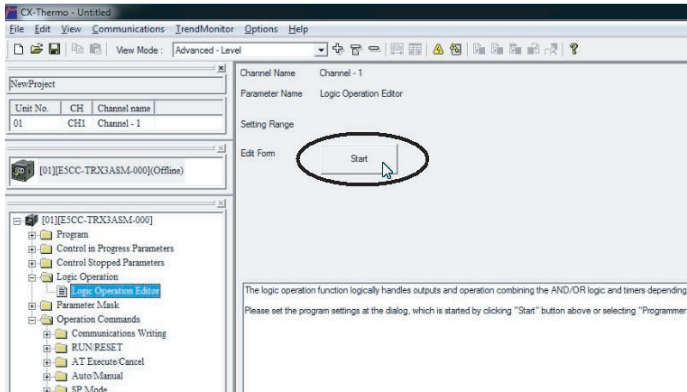 CX-Thermo - Untitled
File Edit View Communications TrendMonitor Options Help
View Mode : Advanced - Level
NewProject
Unit No. CH Channel name
01 CH1 Channel - 1
[01][E5CC-TRX3ASM-000](Offline)
[01][E5CC-TRX3ASM-000]
Program
Control in Progress Parameters
Control Stopped Parameters
Logic Operation
Logic Operation Editor
Parameter Mask
Operation Commands
Communications Writing
RUN/RESET
AT Execute/Cancel
Auto/Manual
SP Mode
Channel Name Channel - 1
Parameter Name Logic Operation Editor
Setting Range
Edit Form Start
The logic operation function logically handles outputs and operation combining the AND/OR logic and timers depending
Please set the program settings at the dialog, which is started by clicking "Start" button above or selecting "Programmer